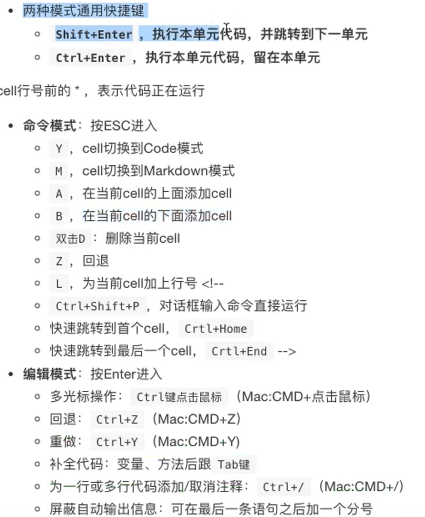 两种模式通用快捷键
Shift+Enter ，执行本单元代码，并跳转到下一单元
Ctrl+Enter ，执行本单元代码，留在本单元
cell行号前的 * ，表示代码正在运行
命令模式：按ESC进入
Y ，cell切换到Code模式
M ，cell切换到Markdown模式
A ，在当前cell的上面添加cell
B ，在当前cell的下面添加cell
双击D ：删除当前cell
Z ，回退
L ，为当前cell加上行号 <!--
Ctrl+Shift+P ，对话框输入命令直接运行
快速跳转到首个cell， Crtl+Home
快速跳转到最后一个cell， Crtl+End -->
编辑模式：按Enter进入
多光标操作： Ctrl键点击鼠标 （Mac:CMD+点击鼠标）
回退： Ctrl+Z （Mac:CMD+Z）
重做： Ctrl+Y （Mac:CMD+Y)
补全代码：变量、方法后跟 Tab键
为一行或多行代码添加/取消注释： Ctrl+/ （Mac:CMD+/）
屏蔽自动输出信息：可在最后一条语句之后加一个分号